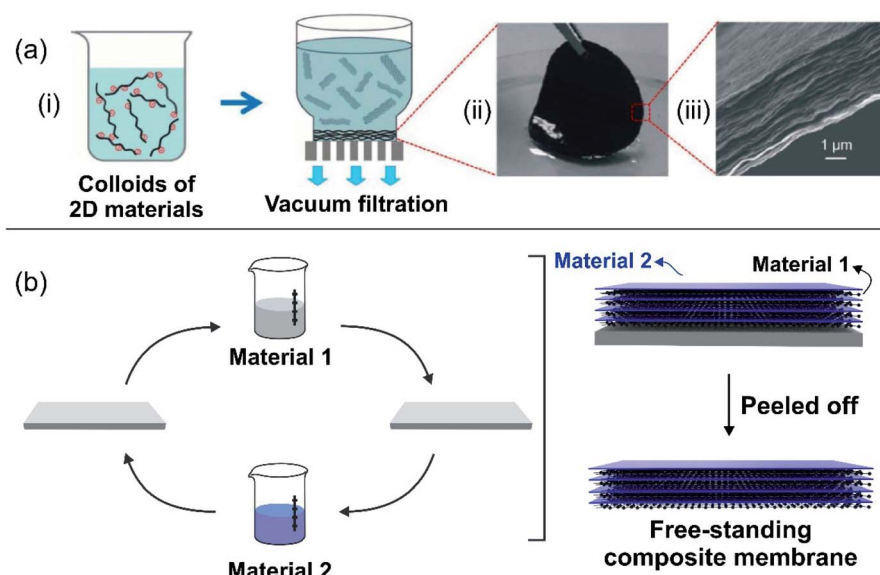 (a)
(i)
(ii)
(iii)
1 μm
Colloids of
2D materials
Vacuum filtration
(b)
Material 1
Material 2
Material 2
Material 1
Peeled off
Free-standing
composite membrane